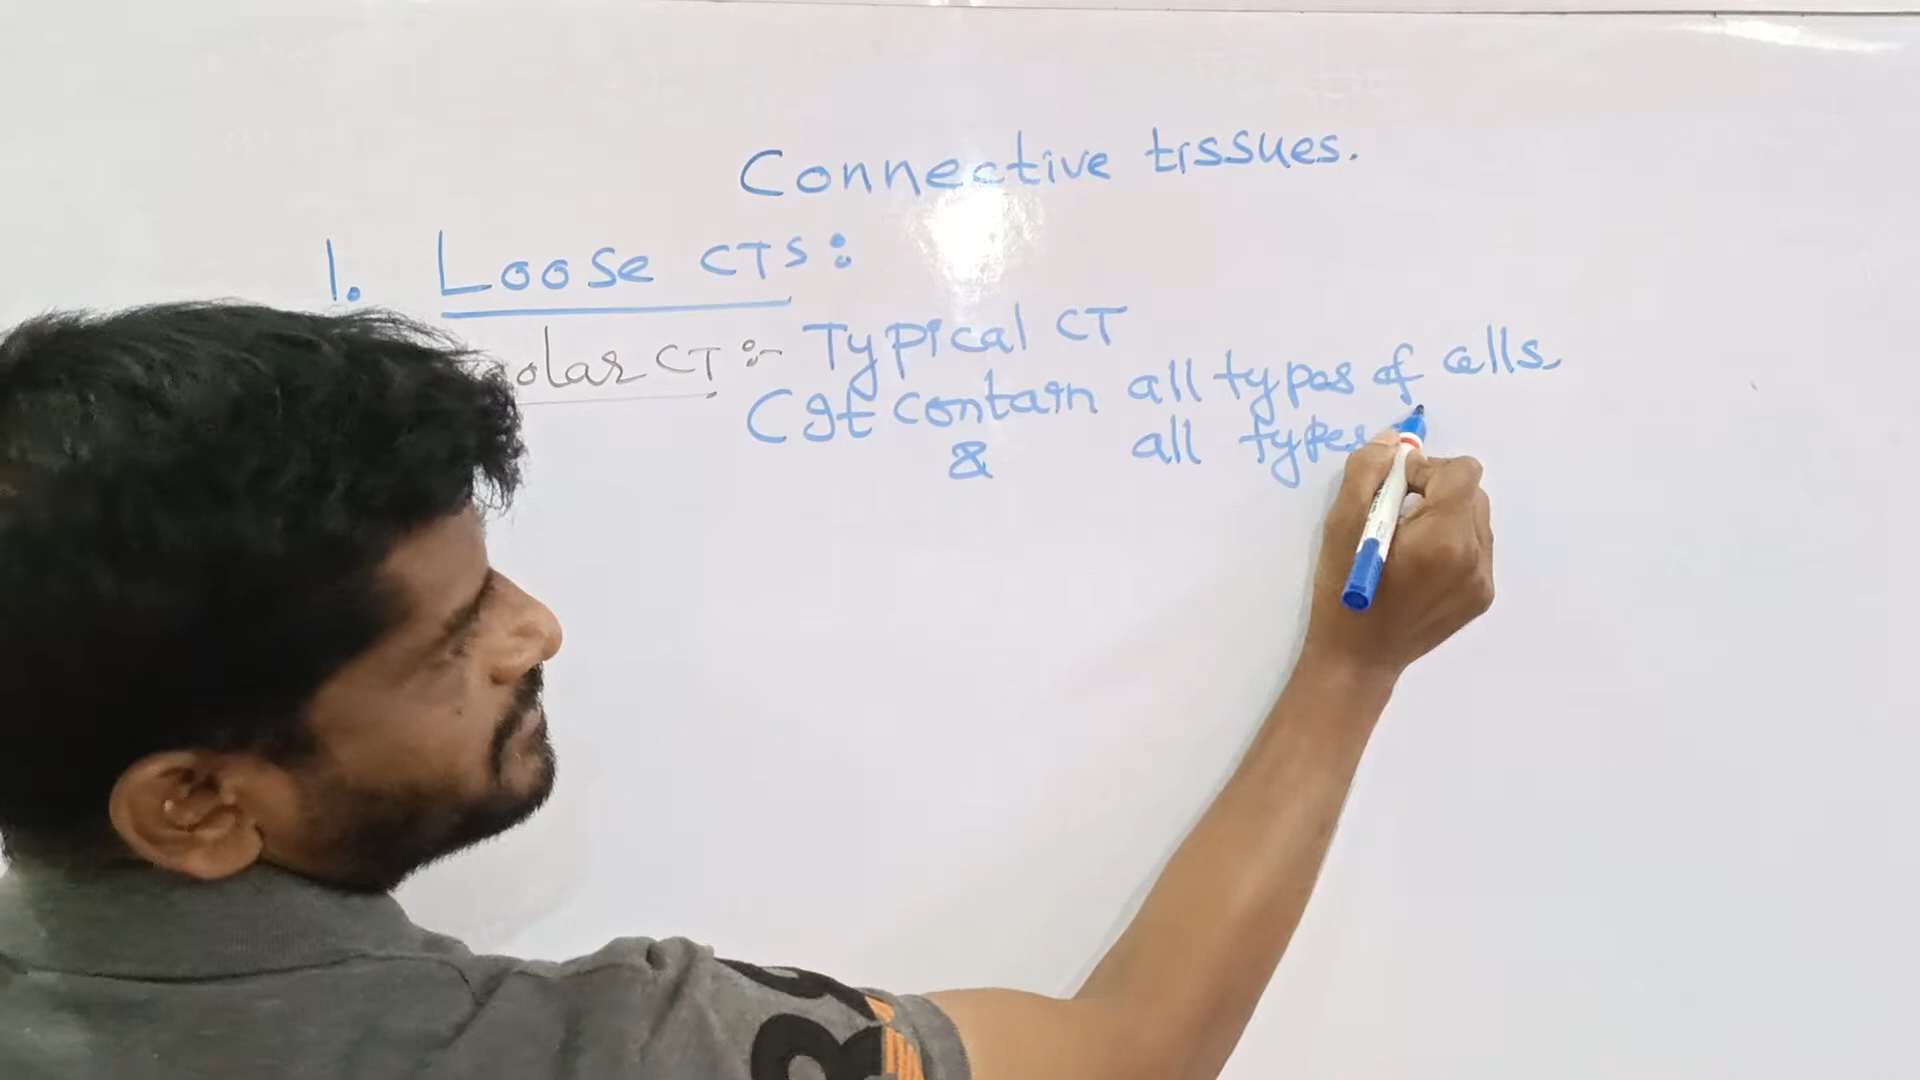 Connective tissues.
1. Loose CTs:
olar CT :- Typical CT
(It contain all types of cells
& all types